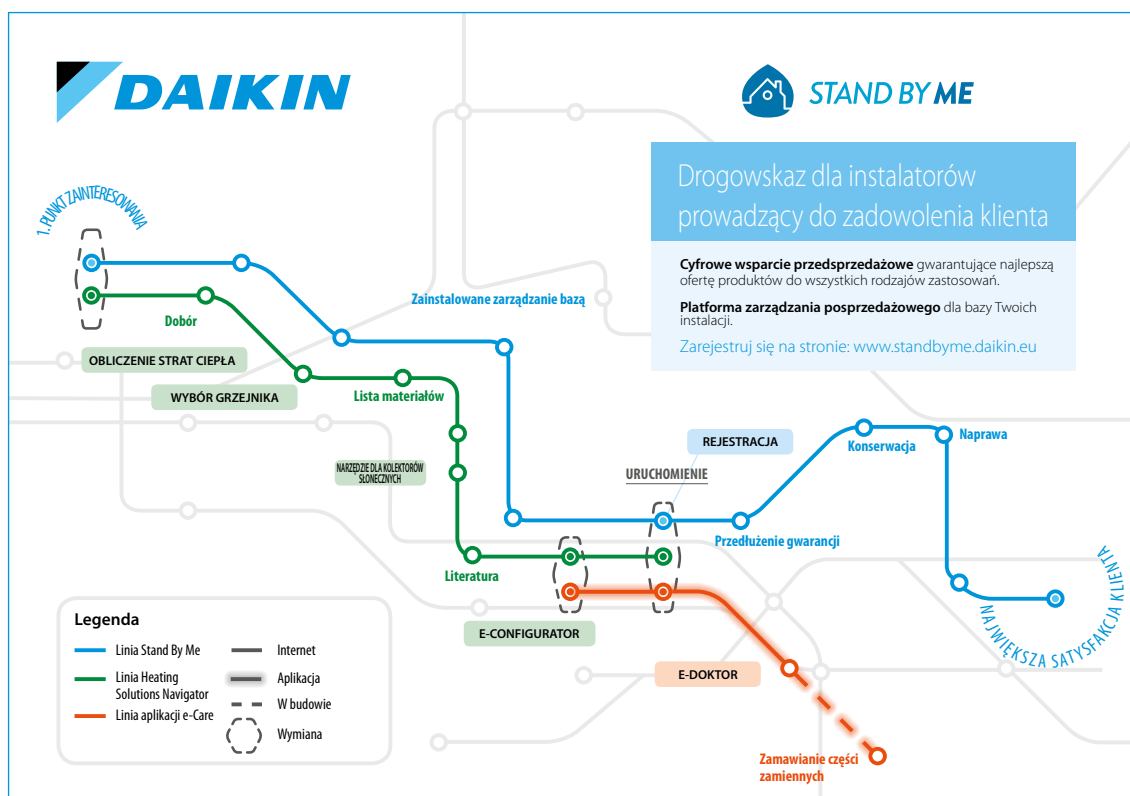 DAIKIN
STAND BY ME
Drogowskaz dla instalatorów
prowadzący do zadowolenia klienta
Cyfrowe wsparcie przedsprzedażowe gwarantujące najlepszą
ofertę produktów do wszystkich rodzajów zastosowań.
Platforma zarządzania posprzedażowego dla bazy Twoich
instalacji.
Zarejestruj się na stronie: www.standbyme.daikin.eu
1. PUNKT ZAINTERESOWANIA
Zainstalowane zarządzanie bazą
Dobór
OBLICZENIE STRAT CIEPŁA
WYBÓR GRZEJNIKA
Lista materiałów
NARZĘDZIE DLA KOLEKTORÓW
SŁONECZNYCH
REJESTRACJA
URUCHOMIENIE
Konserwacja
Naprawa
Przedłużenie gwarancji
Literatura
E-CONFIGURATOR
E-DOKTOR
NAJWIĘKSZA SATYSFAKCJA KLIENTA
Zamawianie części
zamiennych
Legenda
Linia Stand By Me
Linia Heating
Solutions Navigator
Linia aplikacji e-Care
Internet
Aplikacja
W budowie
Wymiana